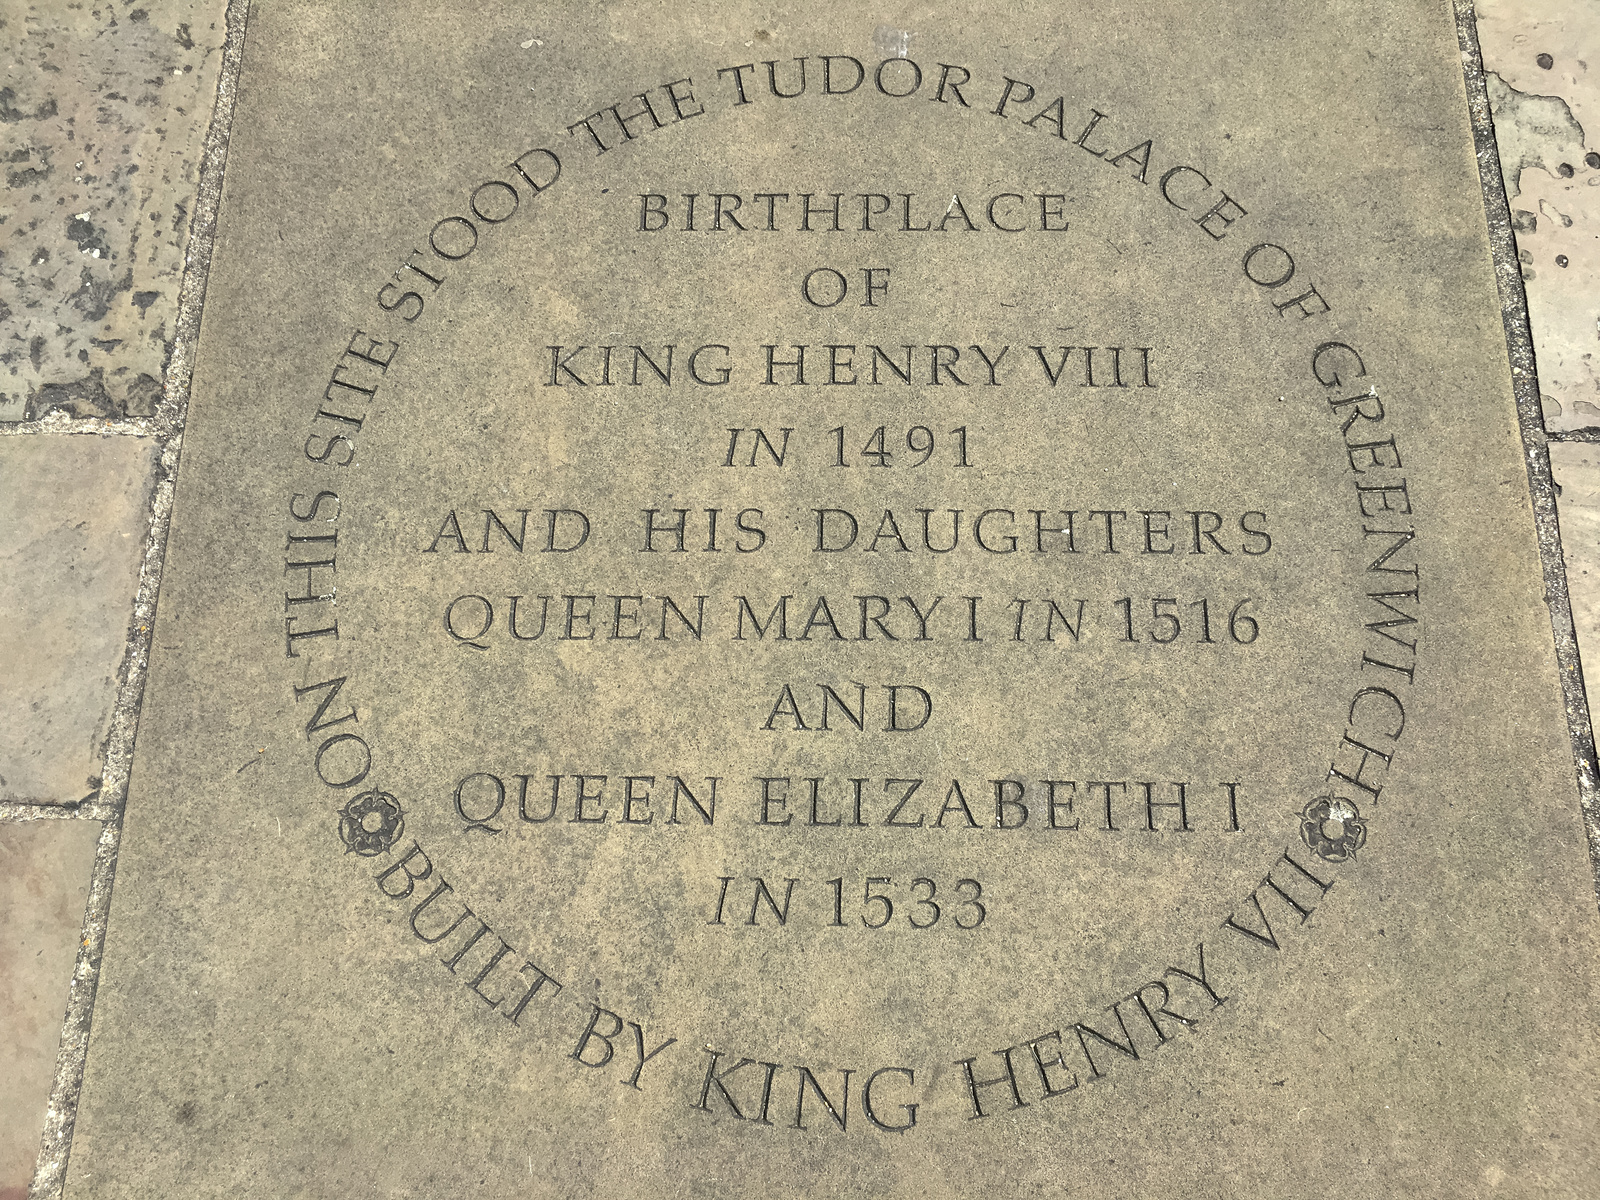 ON THIS SITE STOOD THE TUDOR PALACE OF GREENWICH
BIRTHPLACE
OF
KING HENRY VIII
IN 1491
AND HIS DAUGHTERS
QUEEN MARY I IN 1516
AND
QUEEN ELIZABETH I
IN 1533
BUILT BY KING HENRY VII